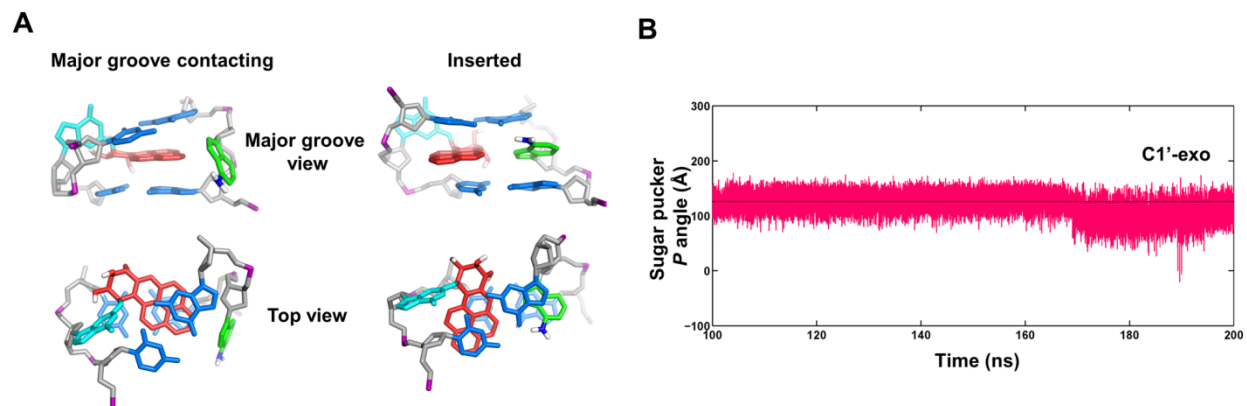 A
Major groove contacting
Inserted
Major groove
view
Top view
B
Sugar pucker
P angle (Å)
300
200
100
0
−100
C1'-exo
100
120
140
160
180
200
Time (ns)